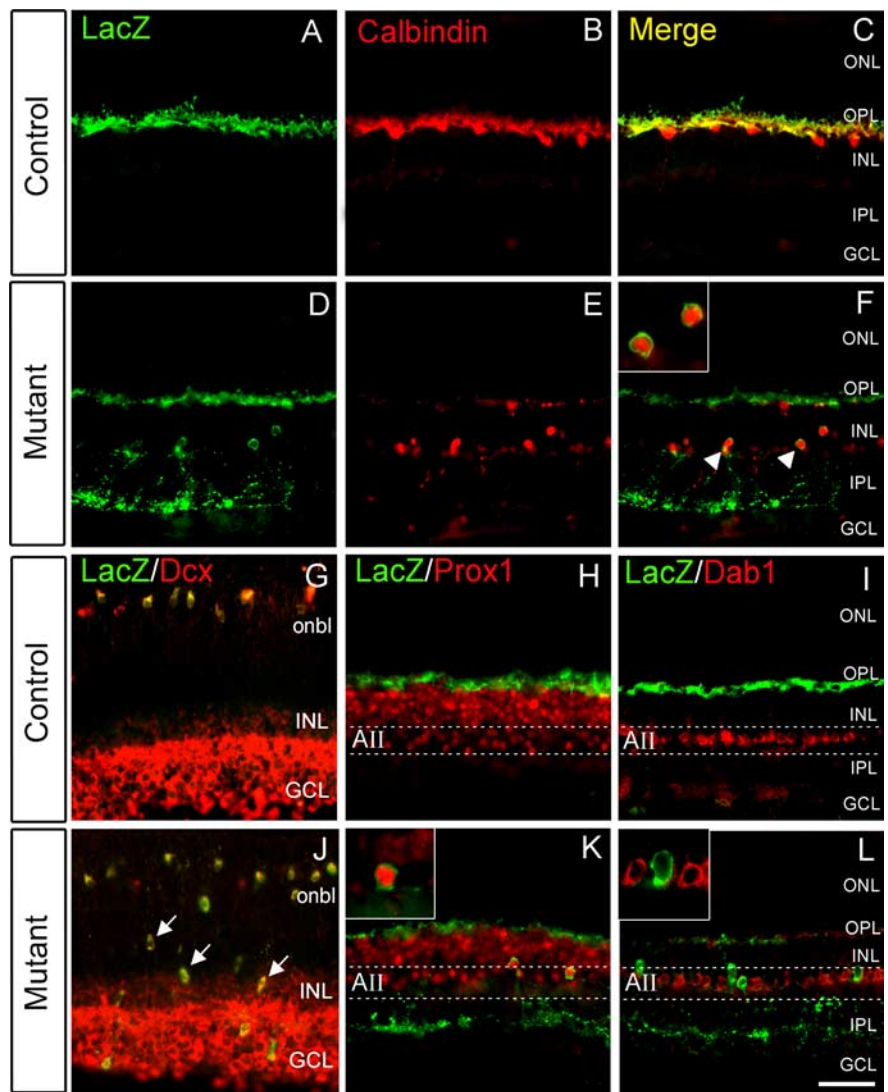 LacZ A Calbindin B Merge C
Control
ONL
OPL
INL
IPL
GCL
Mutant
D E F
ONL
OPL
INL
IPL
GCL
LacZ/Dcx G LacZ/Prox1 H LacZ/Dab1 I
Control
onbl
INL
GCL
AII
AII
ONL
OPL
INL
IPL
GCL
Mutant
J K L
onbl
INL
GCL
AII
AII
ONL
OPL
INL
IPL
GCL